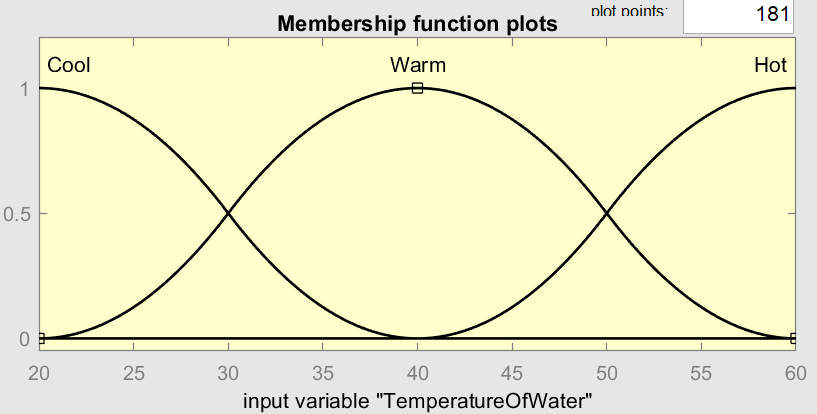 Membership function plots
plot points:
181
Cool
Warm
Hot
1
0.5
0
20 25 30 35 40 45 50 55 60
input variable "TemperatureOfWater"